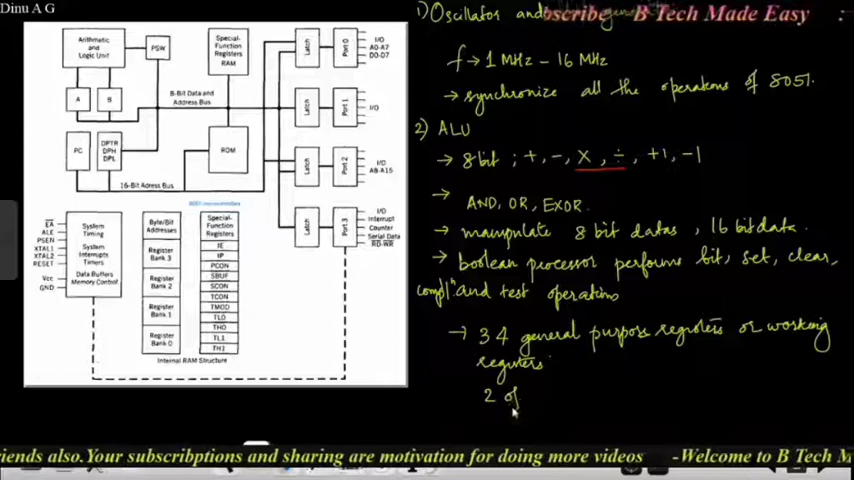 Dinu A G
1) Oscillator and
Subscribe - B Tech Made Easy :
f → 1 MHz - 16 MHz
→ synchronize all the operations of 8051.
2) ALU
→ 8 bit ; +, -, X, ÷, +1, -1
→ AND, OR, EXOR.
→ manipulate 8 bit datas, 16 bit data.
→ boolean processor performs bit, set, clear,
complⁿ and test operations
→ 34 general purpose registers or working
registers
2 of
Arithmetic
and
Logic Unit
PSW
Special-
Function
Registers
RAM
Latch
Port 0
I/O
A0-A7
D0-D7
A
B
8-Bit Data and
Address Bus
Latch
Port 1
I/O
PC
DPTR
DPH
DPL
ROM
Latch
Port 2
I/O
A8-A15
16-Bit Adress Bus
Latch
Port 3
I/O
Interrupt
Counter
Serial Data
RD-WR
EA
ALE
PSEN
XTAL1
XTAL2
RESET
Vcc
GND
System
Timing
System
Interrupts
Timers
Data Buffers
Memory Control
Byte/Bit
Addresses
Register
Bank 3
Register
Bank 2
Register
Bank 1
Register
Bank 0
Special-
Function
Registers
IE
IP
PCON
SBUF
SCON
TCON
TMOD
TL0
TH0
TL1
TH1
Internal RAM Structure
riends also.Your subscribptions and sharing are motivation for doing more videos -Welcome to B Tech M